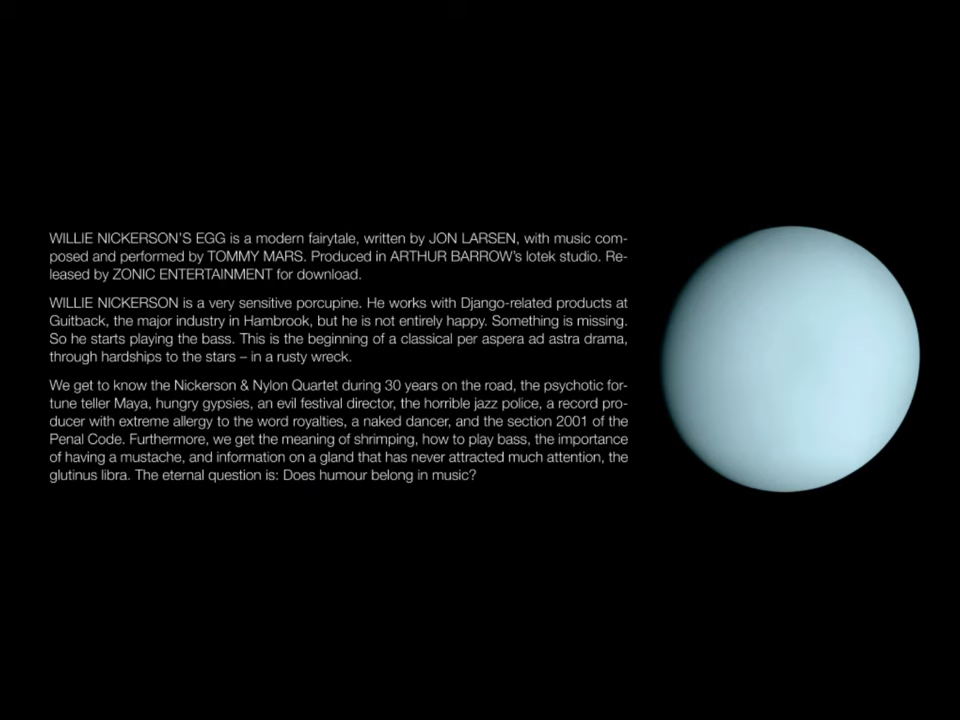 WILLIE NICKERSON'S EGG is a modern fairytale, written by JON LARSEN, with music com-
posed and performed by TOMMY MARS. Produced in ARTHUR BARROW's lotek studio. Re-
leased by ZONIC ENTERTAINMENT for download.
WILLIE NICKERSON is a very sensitive porcupine. He works with Django-related products at
Guitback, the major industry in Hambrook, but he is not entirely happy. Something is missing.
So he starts playing the bass. This is the beginning of a classical per aspera ad astra drama,
through hardships to the stars – in a rusty wreck.
We get to know the Nickerson & Nylon Quartet during 30 years on the road, the psychotic for-
tune teller Maya, hungry gypsies, an evil festival director, the horrible jazz police, a record pro-
ducer with extreme allergy to the word royalties, a naked dancer, and the section 2001 of the
Penal Code. Furthermore, we get the meaning of shrimping, how to play bass, the importance
of having a mustache, and information on a gland that has never attracted much attention, the
glutinus libra. The eternal question is: Does humour belong in music?